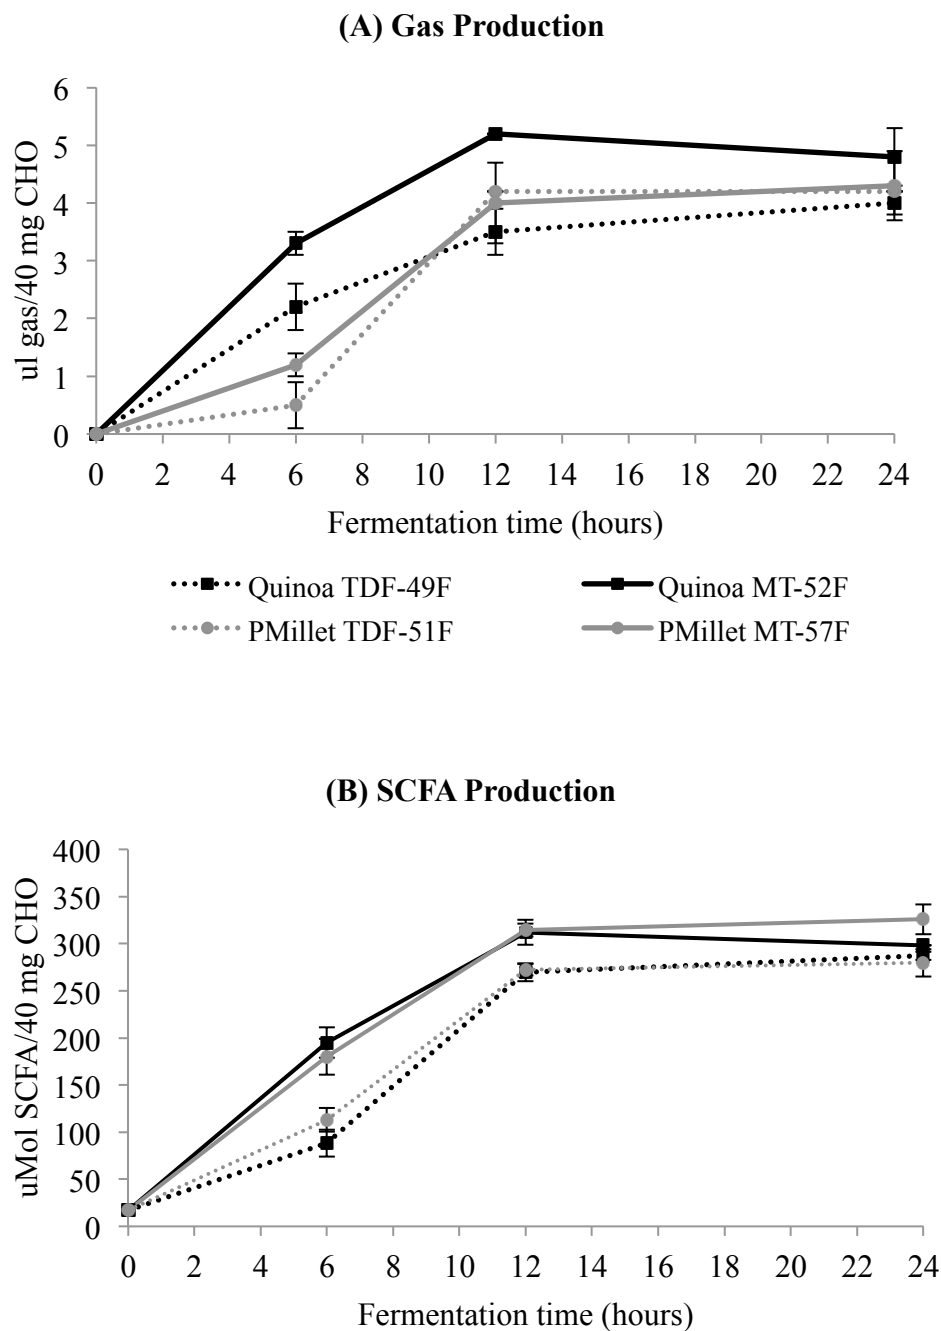 (A) Gas Production
6
5
4
3
2
1
0
ul gas/40 mg CHO
0 2 4 6 8 10 12 14 16 18 20 22 24
Fermentation time (hours)
Quinoa TDF-49F Quinoa MT-52F
PMillet TDF-51F PMillet MT-57F
(B) SCFA Production
400
350
300
250
200
150
100
50
0
uMol SCFA/40 mg CHO
0 2 4 6 8 10 12 14 16 18 20 22 24
Fermentation time (hours)